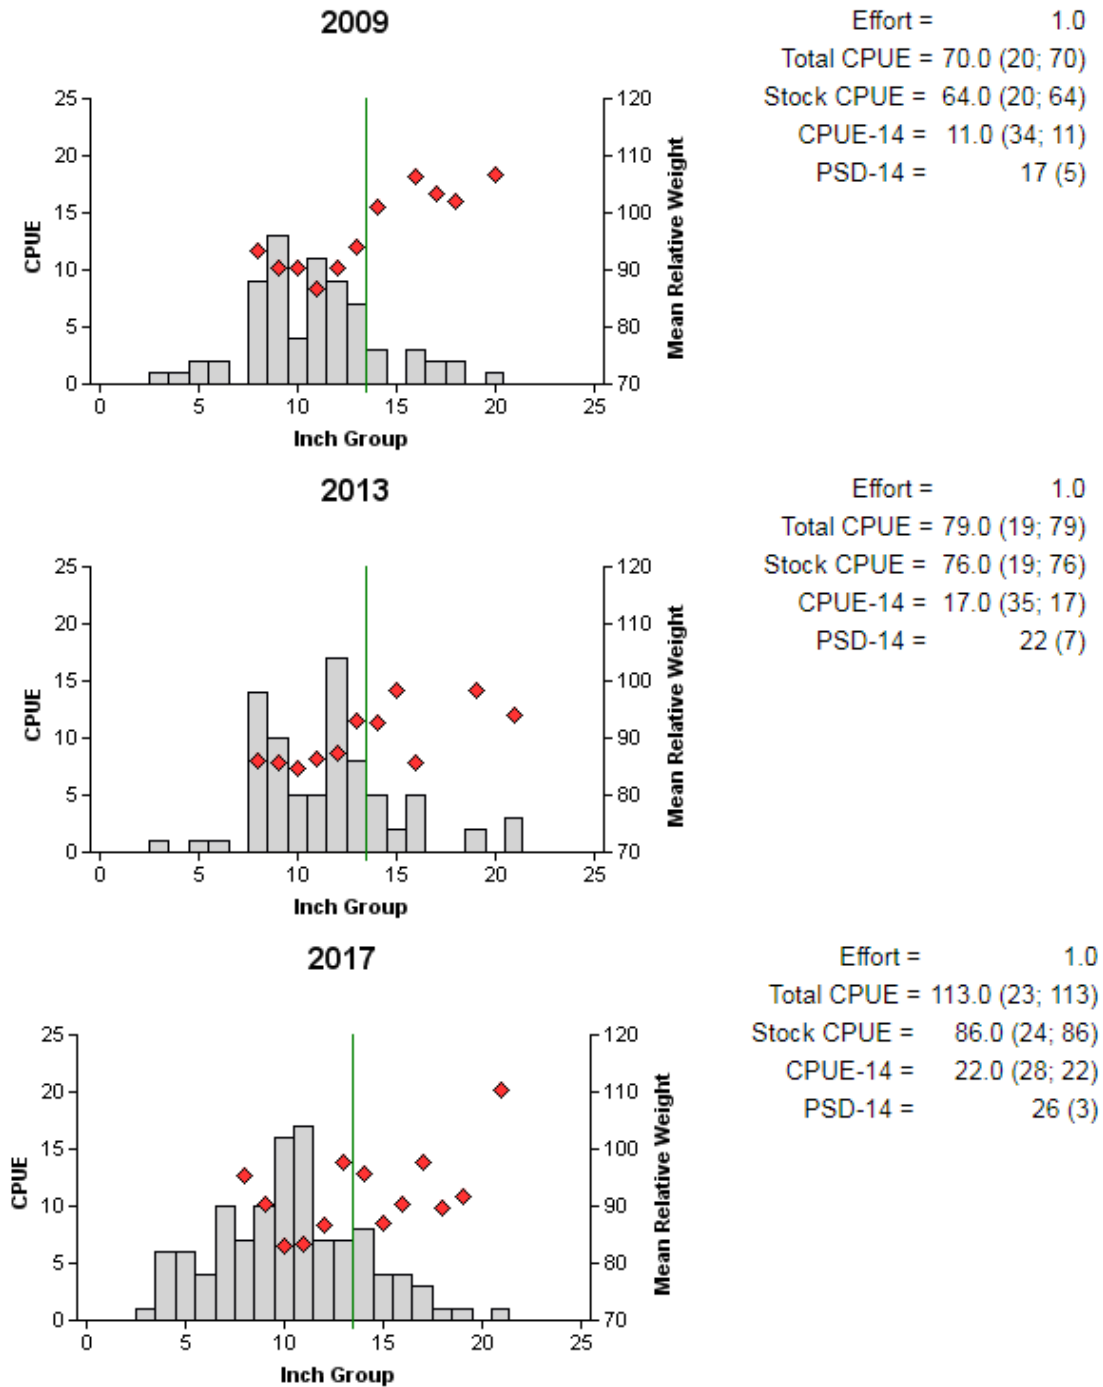 2009
Effort = 1.0
Total CPUE = 70.0 (20; 70)
Stock CPUE = 64.0 (20; 64)
CPUE-14 = 11.0 (34; 11)
PSD-14 = 17 (5)
25
20
15
10
5
0
CPUE
120
110
100
90
80
70
Mean Relative Weight
0 5 10 15 20 25
Inch Group
2013
Effort = 1.0
Total CPUE = 79.0 (19; 79)
Stock CPUE = 76.0 (19; 76)
CPUE-14 = 17.0 (35; 17)
PSD-14 = 22 (7)
25
20
15
10
5
0
CPUE
120
110
100
90
80
70
Mean Relative Weight
0 5 10 15 20 25
Inch Group
2017
Effort = 1.0
Total CPUE = 113.0 (23; 113)
Stock CPUE = 86.0 (24; 86)
CPUE-14 = 22.0 (28; 22)
PSD-14 = 26 (3)
25
20
15
10
5
0
CPUE
120
110
100
90
80
70
Mean Relative Weight
0 5 10 15 20 25
Inch Group